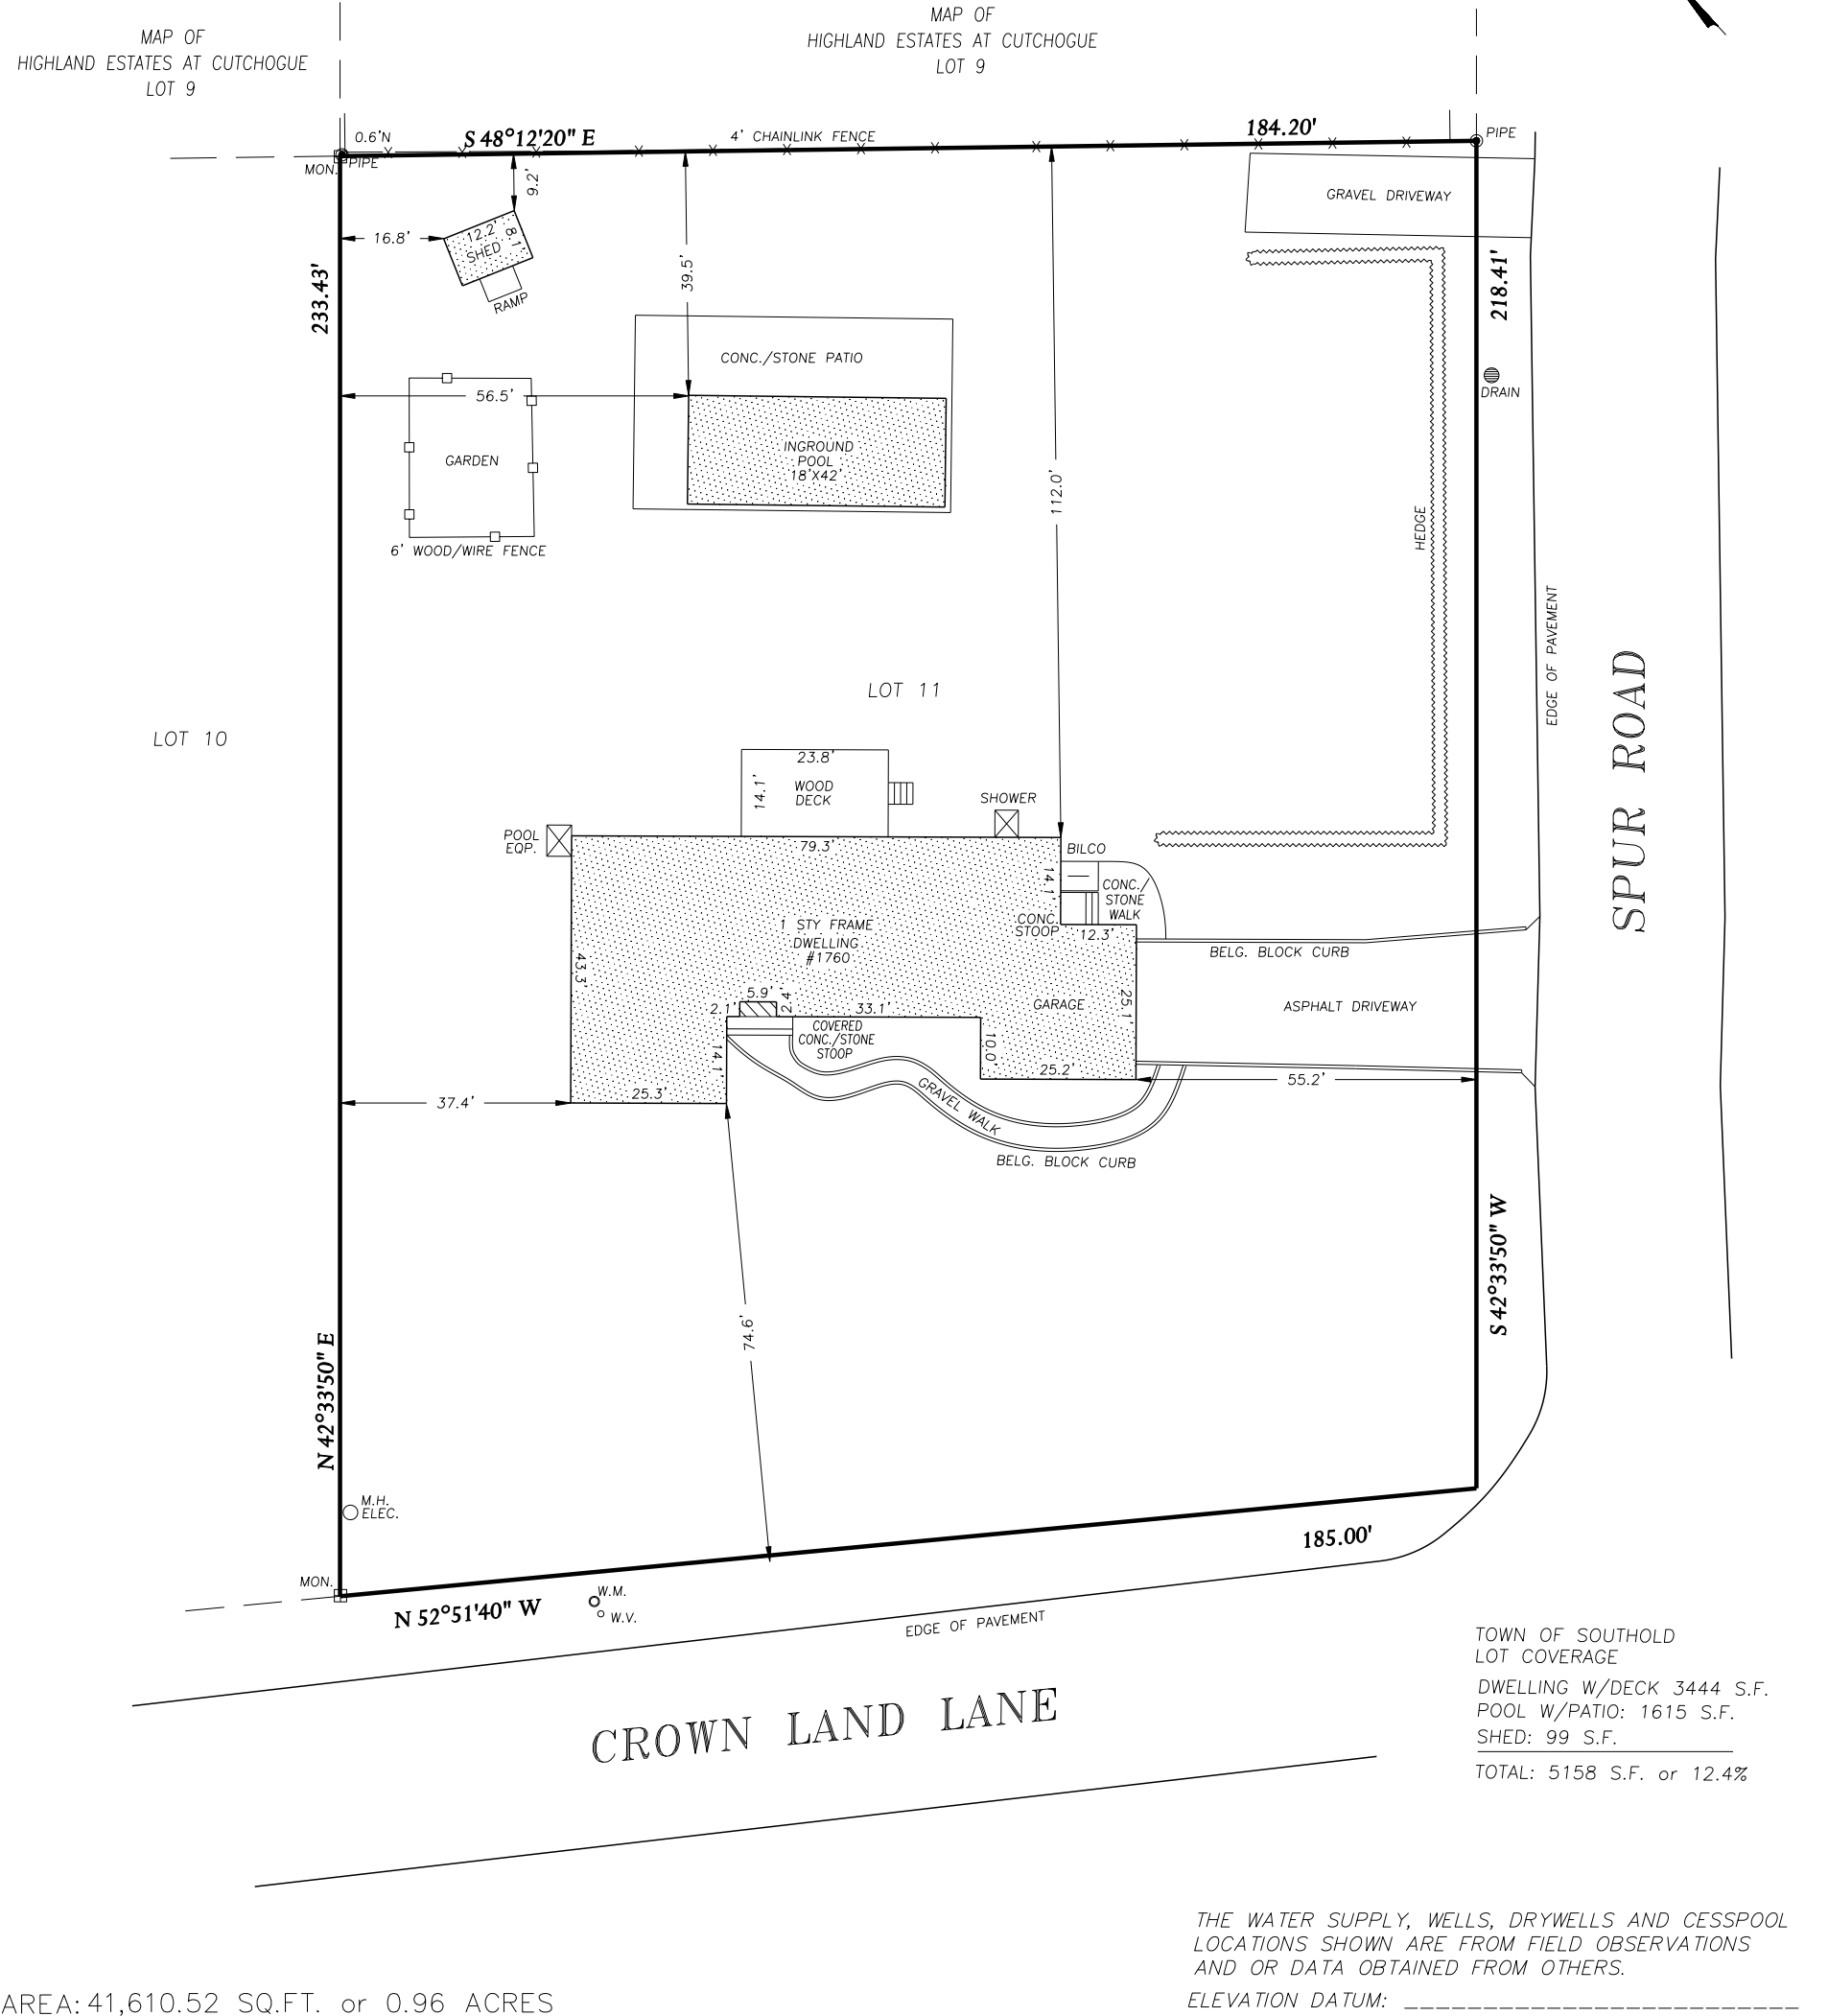 MAP OF
HIGHLAND ESTATES AT CUTCHOGUE
LOT 9
MAP OF
HIGHLAND ESTATES AT CUTCHOGUE
LOT 9
0.6'N
S 48°12'20" E
4' CHAINLINK FENCE
184.20'
PIPE
MON.
PIPE
9.2'
GRAVEL DRIVEWAY
16.8'
12.2'
8.1'
SHED
RAMP
233.43'
39.5'
218.41'
CONC./STONE PATIO
DRAIN
56.5'
INGROUND
POOL
18'X42'
GARDEN
6' WOOD/WIRE FENCE
112.0'
HEDGE
EDGE OF PAVEMENT
SPUR ROAD
LOT 11
LOT 10
23.8'
14.1'
WOOD
DECK
SHOWER
POOL
EQP.
79.3'
BILCO
14.1'
CONC./
STONE
WALK
CONC.
STOOP
12.3'
1 STY FRAME
DWELLING
#1760
BELG. BLOCK CURB
43.3'
5.9'
2.4'
2.1'
33.1'
GARAGE
25.1'
ASPHALT DRIVEWAY
COVERED
CONC./STONE
STOOP
14.1'
10.0'
25.2'
55.2'
25.3'
37.4'
GRAVEL WALK
BELG. BLOCK CURB
74.6'
S 42°33'50" W
N 42°33'50" E
M.H.
ELEC.
185.00'
MON.
N 52°51'40" W
W.M.
W.V.
EDGE OF PAVEMENT
CROWN LAND LANE
TOWN OF SOUTHOLD
LOT COVERAGE
DWELLING W/DECK 3444 S.F.
POOL W/PATIO: 1615 S.F.
SHED: 99 S.F.
TOTAL: 5158 S.F. or 12.4%
THE WATER SUPPLY, WELLS, DRYWELLS AND CESSPOOL
LOCATIONS SHOWN ARE FROM FIELD OBSERVATIONS
AND OR DATA OBTAINED FROM OTHERS.
AREA: 41,610.52 SQ.FT. or 0.96 ACRES
ELEVATION DATUM: __________________________